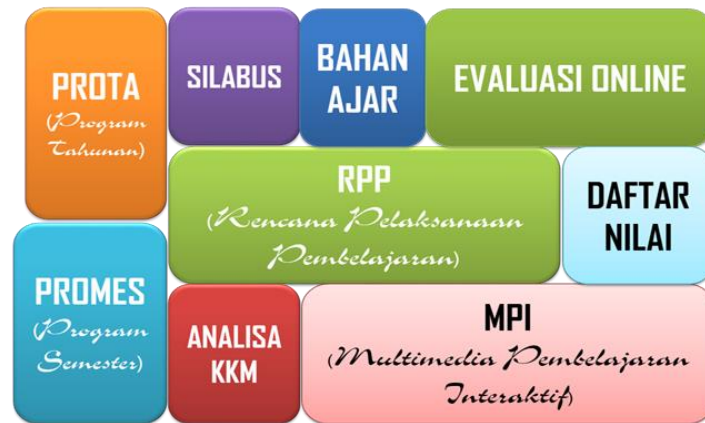 PROTA
(Program
Tahunan)
SILABUS
BAHAN
AJAR
EVALUASI ONLINE
RPP
(Rencana Pelaksanaan
Pembelajaran)
DAFTAR
NILAI
PROMES
(Program
Semester)
ANALISA
KKM
MPI
(Multimedia Pembelajaran
Interaktif)